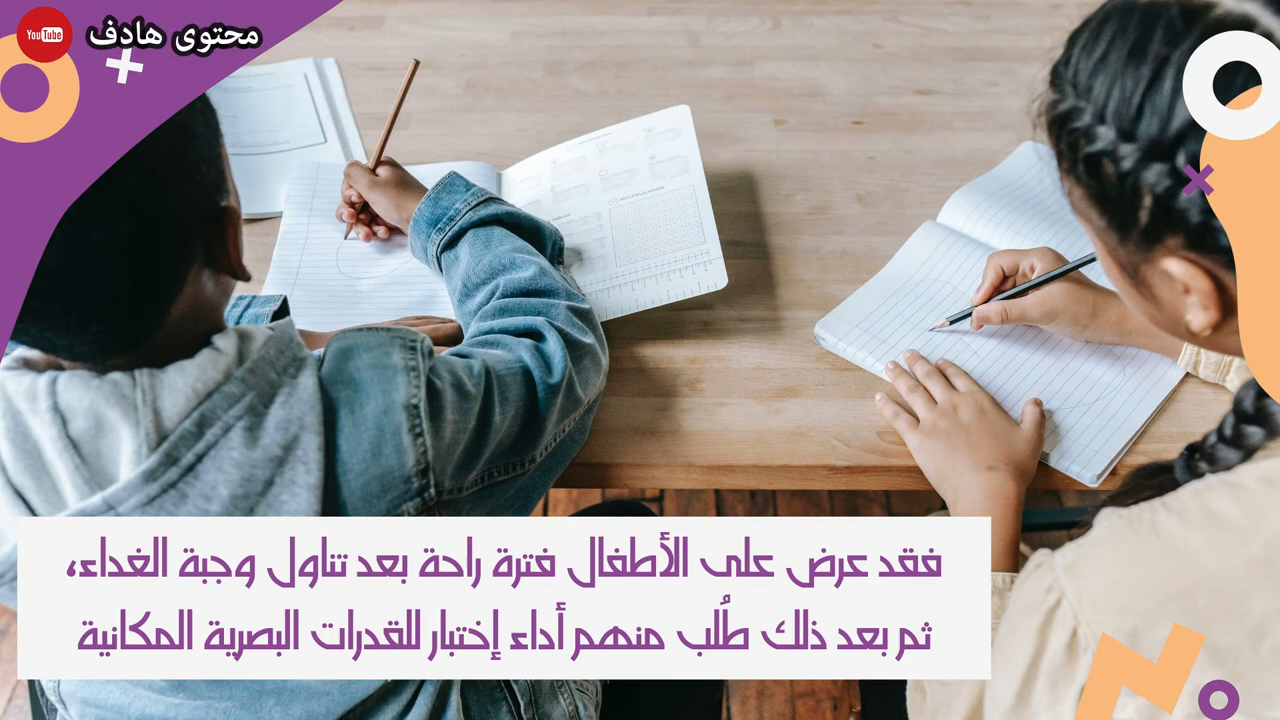 YouTube
محتوى هادف
فقد عرض على الأطفال فترة راحة بعد تناول وجبة الغداء،
ثم بعد ذلك طُلب منهم أداء إختبار للقدرات البصرية المكانية
MULTIPLICATION